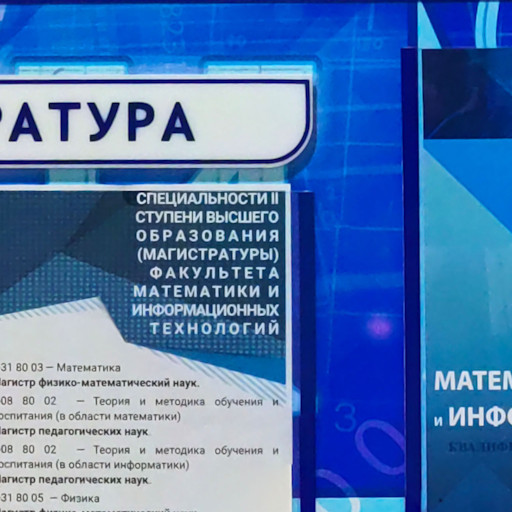 РАТУРА
СПЕЦИАЛЬНОСТИ II
СТУПЕНИ ВЫСШЕГО
ОБРАЗОВАНИЯ
(МАГИСТРАТУРЫ)
ФАКУЛЬТЕТА
МАТЕМАТИКИ И
ИНФОРМАЦИОННЫХ
ТЕХНОЛОГИЙ
31 80 03 — Математика
агистр физико-математический наук.
08 80 02 — Теория и методика обучения и
оспитания (в области математики)
агистр педагогических наук.
08 80 02 — Теория и методика обучения и
оспитания (в области информатики)
агистр педагогических наук.
31 80 05 — Физика
МАТЕМ
и ИНФО
КВАЛИФИ